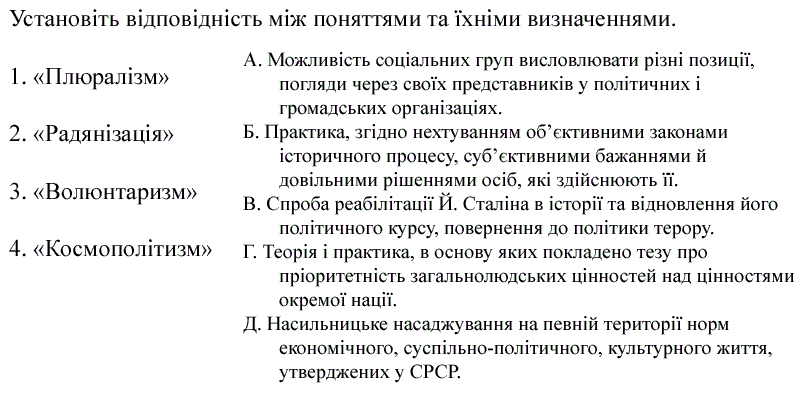 Установіть відповідність між поняттями та їхніми визначеннями.
1. «Плюралізм»
2. «Радянізація»
3. «Волюнтаризм»
4. «Космополітизм»
А. Можливість соціальних груп висловлювати різні позиції,
погляди через своїх представників у політичних і
громадських організаціях.
Б. Практика, згідно нехтуванням об’єктивними законами
історичного процесу, суб’єктивними бажаннями й
довільними рішеннями осіб, які здійснюють її.
В. Спроба реабілітації Й. Сталіна в історії та відновлення його
політичного курсу, повернення до політики терору.
Г. Теорія і практика, в основу яких покладено тезу про
пріоритетність загальнолюдських цінностей над цінностями
окремої нації.
Д. Насильницьке насаджування на певній території норм
економічного, суспільно-політичного, культурного життя,
утверджених у СРСР.